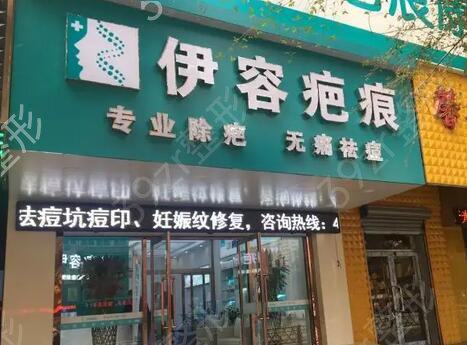 伊容疤痕
专业除疤 无痂祛痘
去痘坑痘印、妊娠纹修复，咨询热线：4